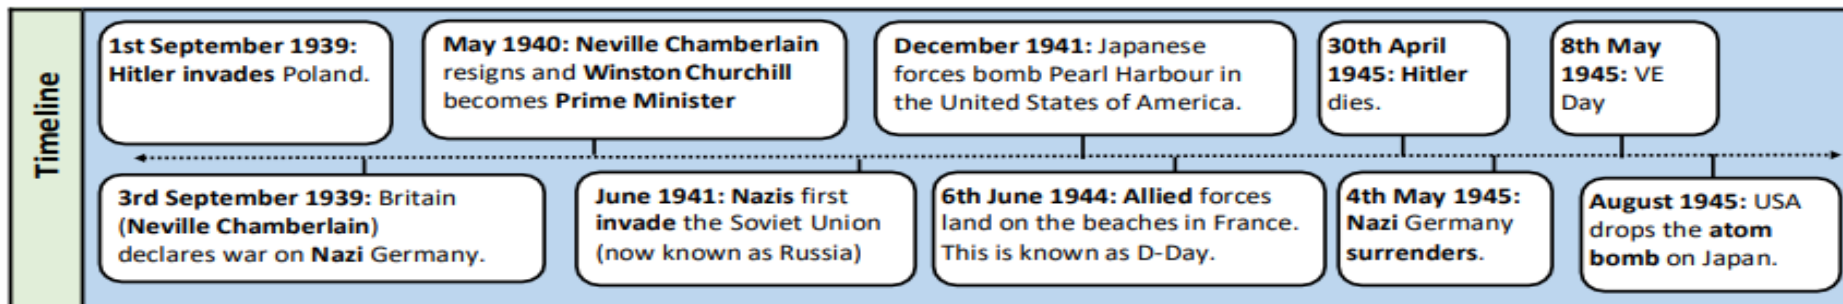 Timeline
1st September 1939:
Hitler invades Poland.
May 1940: Neville Chamberlain
resigns and Winston Churchill
becomes Prime Minister
December 1941: Japanese
forces bomb Pearl Harbour in
the United States of America.
30th April
1945: Hitler
dies.
8th May
1945: VE
Day
3rd September 1939: Britain
(Neville Chamberlain)
declares war on Nazi Germany.
June 1941: Nazis first
invade the Soviet Union
(now known as Russia)
6th June 1944: Allied forces
land on the beaches in France.
This is known as D-Day.
4th May 1945:
Nazi Germany
surrenders.
August 1945: USA
drops the atom
bomb on Japan.